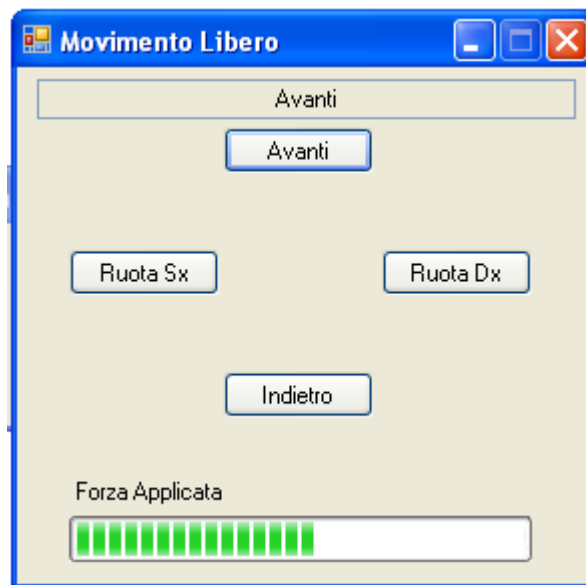 Movimento Libero
Avanti
Avanti
Ruota Sx Ruota Dx
Indietro
Forza Applicata